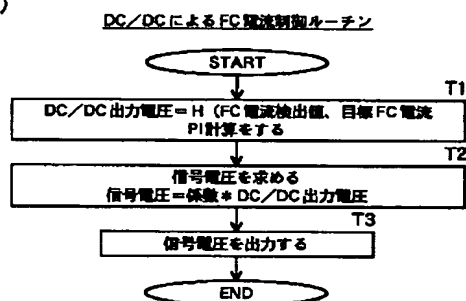 )
DC/DCによるFC電流制御ルーチン
START
T1
DC/DC出力電圧=H(FC電流検出値、目標FC電流
PI計算をする
T2
信号電圧を求める
信号電圧=係数*DC/DC出力電圧
T3
信号電圧を出力する
END